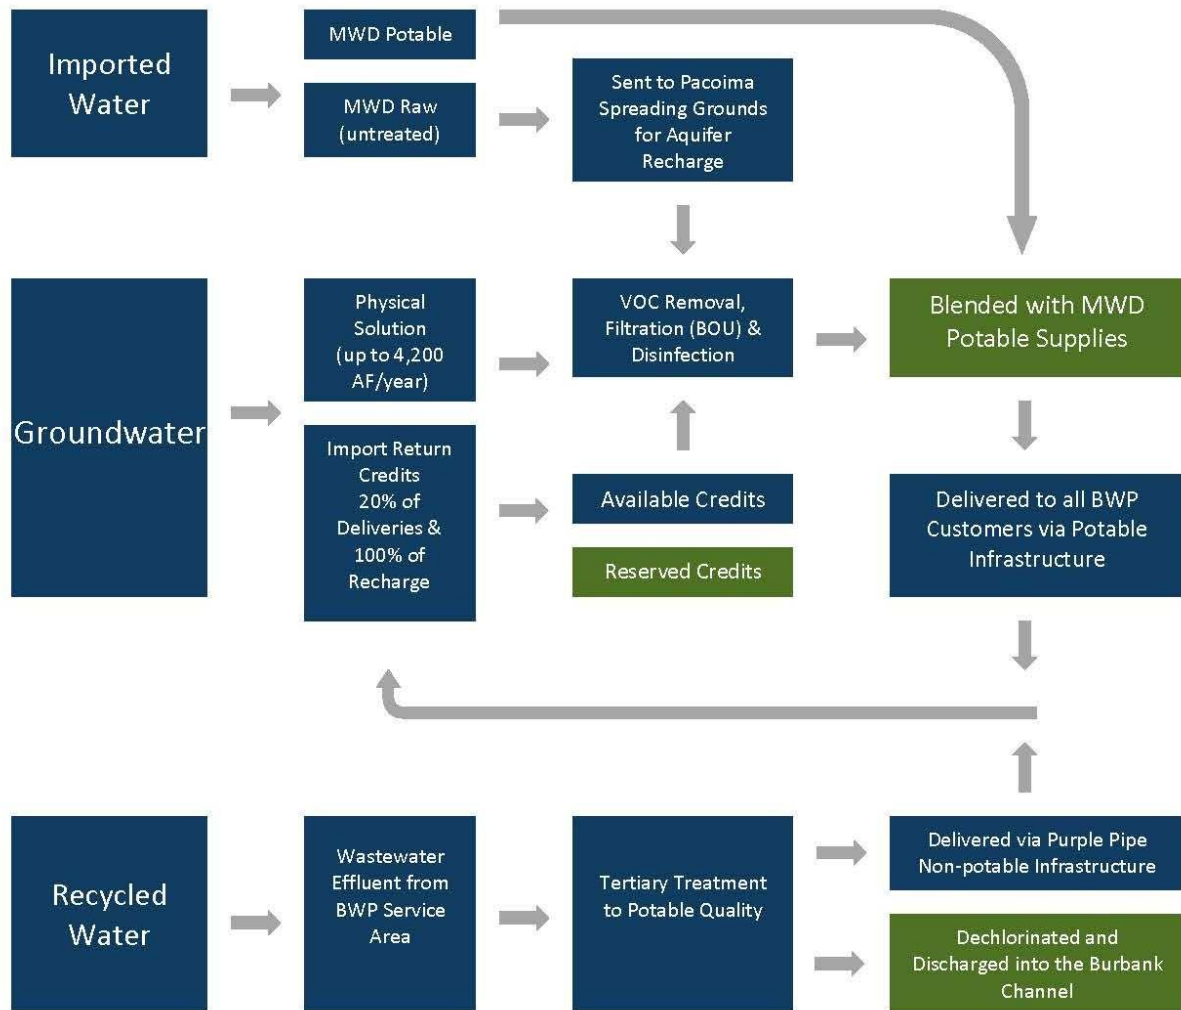 Imported
Water
MWD Potable
MWD Raw
(untreated)
Sent to Pacoima
Spreading Grounds
for Aquifer
Recharge
Groundwater
Physical
Solution
(up to 4,200
AF/year)
VOC Removal,
Filtration (BOU) &
Disinfection
Blended with MWD
Potable Supplies
Import Return
Credits
20% of
Deliveries &
100% of
Recharge
Available Credits
Reserved Credits
Delivered to all BWP
Customers via Potable
Infrastructure
Recycled
Water
Wastewater
Effluent from
BWP Service
Area
Tertiary Treatment
to Potable Quality
Delivered via Purple Pipe
Non-potable Infrastructure
Dechlorinated and
Discharged into the Burbank
Channel